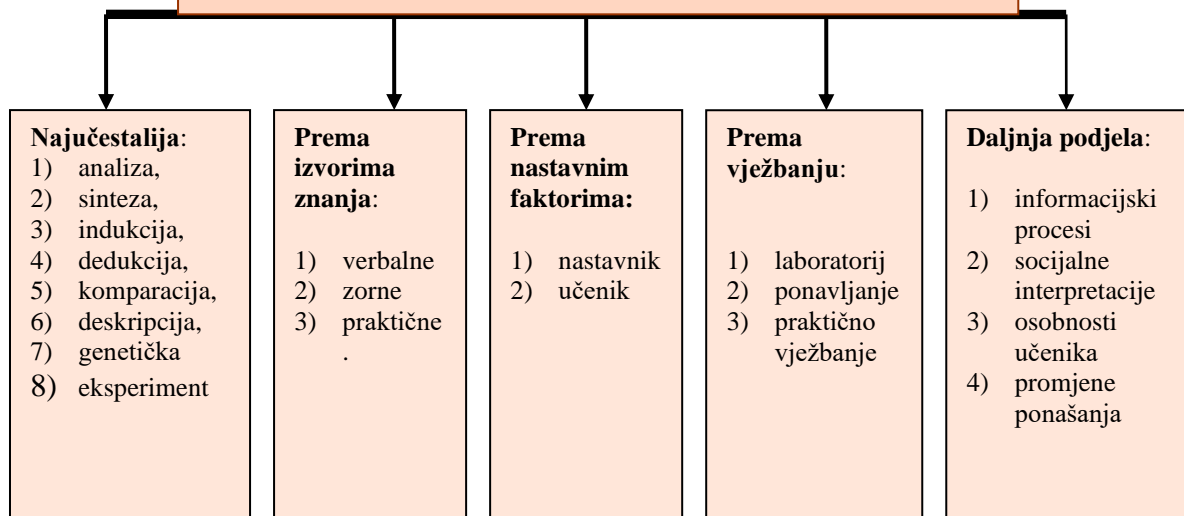 Najučestalija:
1) analiza,
2) sinteza,
3) indukcija,
4) dedukcija,
5) komparacija,
6) deskripcija,
7) genetička
8) eksperiment
Prema
izvorima
znanja:
1) verbalne
2) zorne
3) praktične
.
Prema
nastavnim
faktorima:
1) nastavnik
2) učenik
Prema
vježbanju:
1) laboratorij
2) ponavljanje
3) praktično
vježbanje
Daljnja podjela:
1) informacijski
procesi
2) socijalne
interpretacije
3) osobnosti
učenika
4) promjene
ponašanja